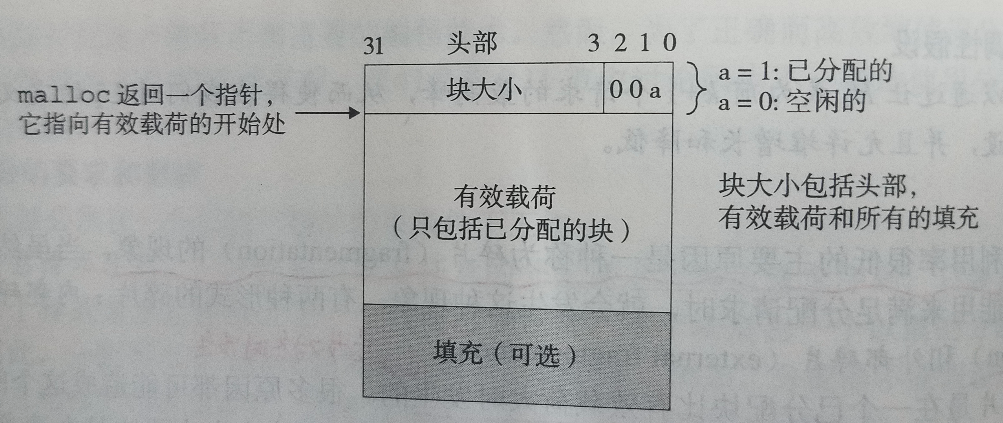 31 头部 3 2 1 0
块大小 0 0 a
a = 1: 已分配的
a = 0: 空闲的
malloc 返回一个指针，
它指向有效载荷的开始处
有效载荷
（只包括已分配的块）
块大小包括头部，
有效载荷和所有的填充
填充（可选）